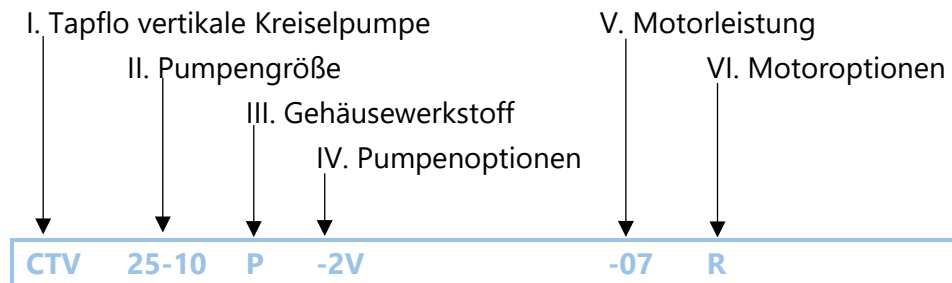 I. Tapflo vertikale Kreiselpumpe V. Motorleistung
II. Pumpengröße VI. Motoroptionen
III. Gehäusewerkstoff
IV. Pumpenoptionen
CTV 25-10 P -2V -07 R